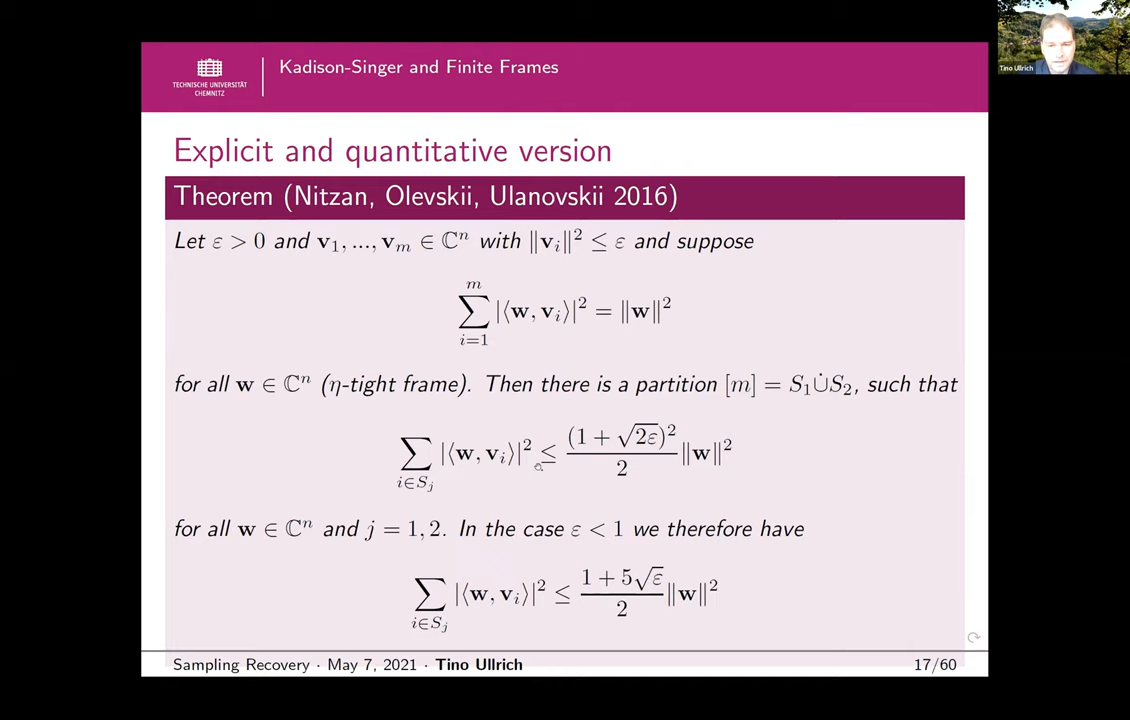 Tino Ullrich
TECHNISCHE UNIVERSITÄT
CHEMNITZ
Kadison-Singer and Finite Frames
Explicit and quantitative version
Theorem (Nitzan, Olevskii, Ulanovskii 2016)
Let ε > 0 and v₁, ..., vₘ ∈ ℂⁿ with ‖vᵢ‖² ≤ ε and suppose
∑_{i=1}^{m} |⟨w, vᵢ⟩|² = ‖w‖²
for all w ∈ ℂⁿ (η-tight frame). Then there is a partition [m] = S₁∪̇S₂, such that
∑_{i∈S_j} |⟨w, vᵢ⟩|² ≤ (1 + √(2ε))²/2 ‖w‖²
for all w ∈ ℂⁿ and j = 1, 2. In the case ε < 1 we therefore have
∑_{i∈S_j} |⟨w, vᵢ⟩|² ≤ (1 + 5√ε)/2 ‖w‖²
Sampling Recovery · May 7, 2021 · Tino Ullrich 17/60